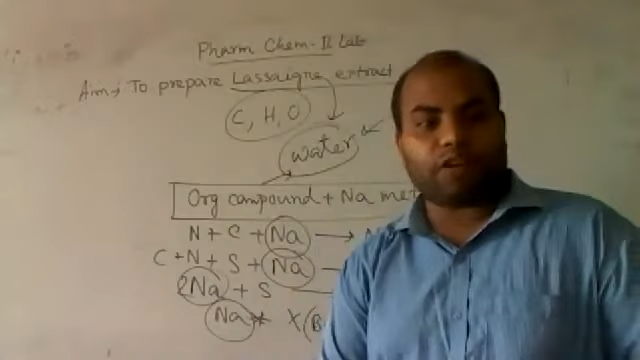 Pharm Chem-II Lab
Aim → To prepare Lassaigne extract
C, H, O
water
Org compound + Na met
N + C + Na →
C + N + S + Na
2Na + S
Na + X (B